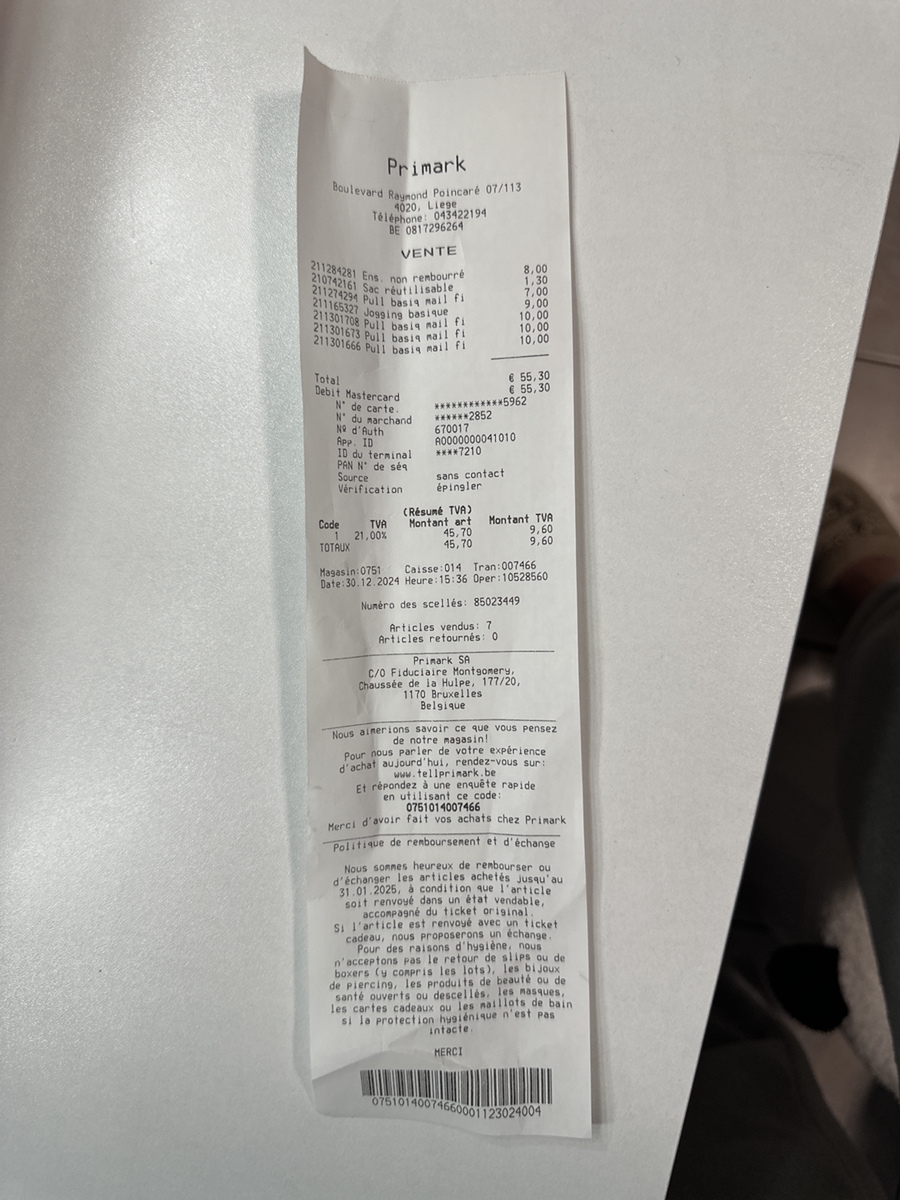 Primark
Boulevard Raymond Poincaré 07/113
4020, Liege
Téléphone: 043422194
BE 0817296264
VENTE
211284281 Ens. non rembourré 8,00
210742161 Sac réutilisable 1,30
211274294 Pull basiq mail fi 7,00
211165327 Jogging basique 9,00
211301708 Pull basiq mail fi 10,00
211301673 Pull basiq mail fi 10,00
211301666 Pull basiq mail fi 10,00
Total € 55,30
Debit Mastercard € 55,30
N° de carte. ************5962
N° du marchand ******2852
Nº d'Auth 670017
App. ID A0000000041010
ID du terminal ****7210
PAN N° de séq
Source sans contact
Vérification épingler
(Résumé TVA)
Code TVA Montant art Montant TVA
1 21,00% 45,70 9,60
TOTAUX 45,70 9,60
Magasin:0751 Caisse:014 Tran:007466
Date:30.12.2024 Heure:15:36 Oper:10528560
Numéro des scellés: 85023449
Articles vendus: 7
Articles retournés: 0
Primark SA
C/O Fiduciaire Montgomery,
Chaussée de la Hulpe, 177/20,
1170 Bruxelles
Belgique
Nous aimerions savoir ce que vous pensez
de notre magasin!
Pour nous parler de votre expérience
d'achat aujourd'hui, rendez-vous sur:
www.tellprimark.be
Et répondez à une enquête rapide
en utilisant ce code:
0751014007466
Merci d'avoir fait vos achats chez Primark
Politique de remboursement et d'échange
Nous sommes heureux de rembourser ou
d'échanger les articles achetés jusqu'au
31.01.2025, à condition que l'article
soit renvoyé dans un état vendable,
accompagné du ticket original.
Si l'article est renvoyé avec un ticket
cadeau, nous proposerons un échange.
Pour des raisons d'hygiène, nous
n'acceptons pas le retour de slips ou de
boxers (y compris les lots), les bijoux
de piercing, les produits de beauté ou de
santé ouverts ou descellés, les masques,
les cartes cadeaux ou les maillots de bain
si la protection hygiénique n'est pas
intacte.
MERCI
07510140074660001123024004